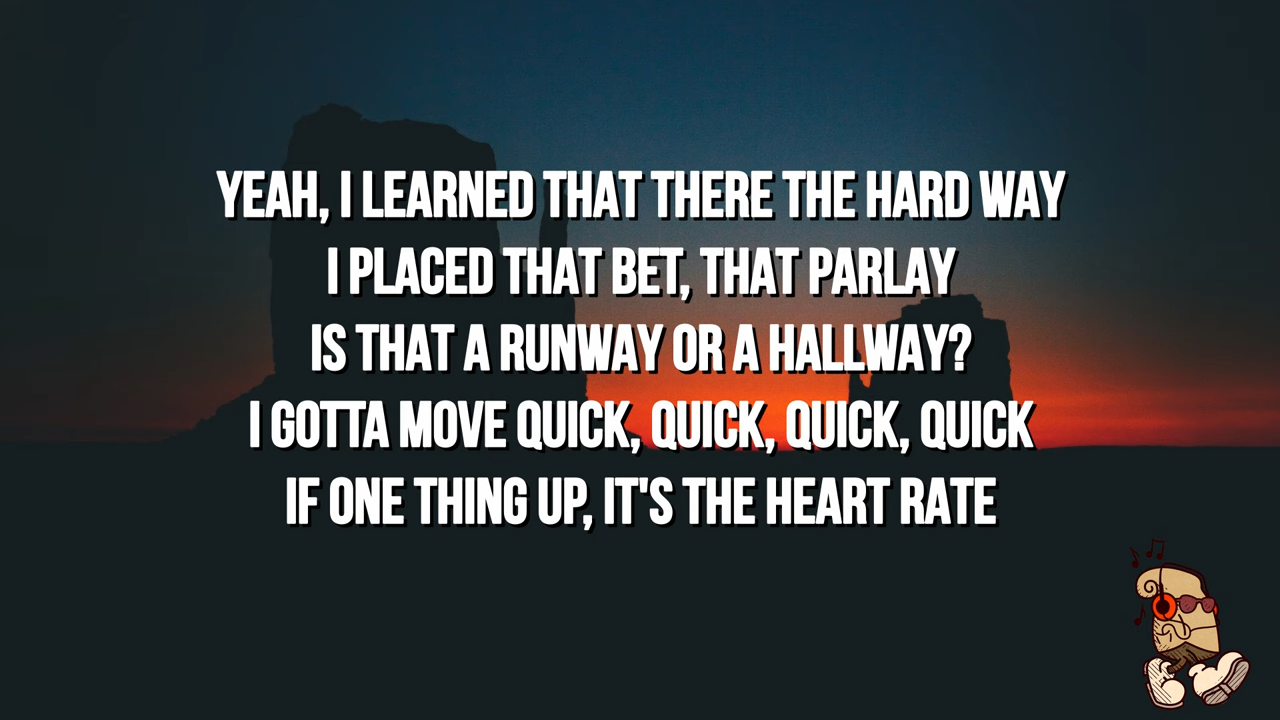 YEAH, I LEARNED THAT THERE THE HARD WAY
I PLACED THAT BET, THAT PARLAY
IS THAT A RUNWAY OR A HALLWAY?
I GOTTA MOVE QUICK, QUICK, QUICK, QUICK
IF ONE THING UP, IT'S THE HEART RATE